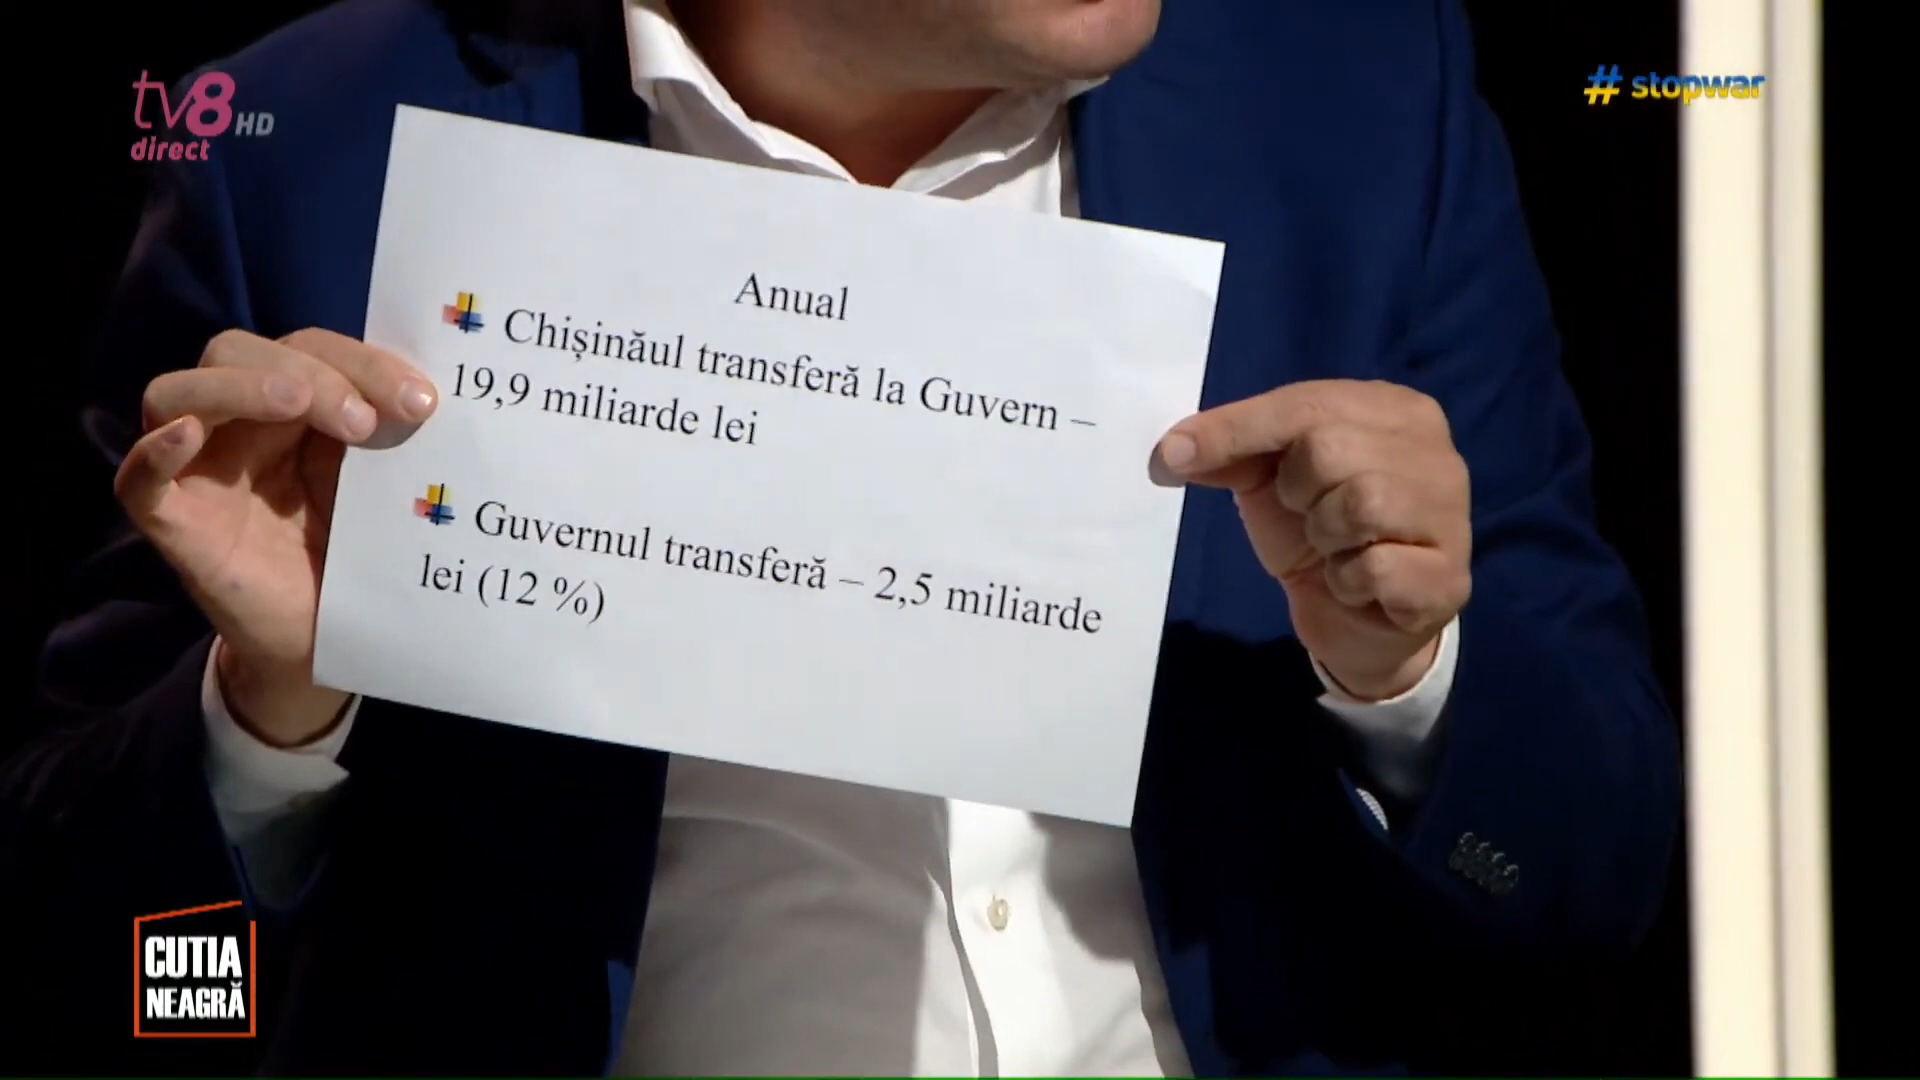 tv8 HD
direct
# stopwar
Anual
Chișinăul transferă la Guvern –
19,9 miliarde lei
Guvernul transferă – 2,5 miliarde
lei (12 %)
CUTIA
NEAGRĂ